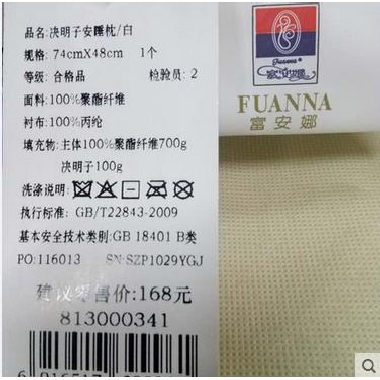 品名:决明子安睡枕/白
规格: 74cmX48cm 1个
等级: 合格品 检验员: 2
面料:100%聚酯纤维
衬布:100%丙纶
填充物:主体100%聚酯纤维700g
决明子100g
洗涤说明:
执行标准: GB/T22843-2009
基本安全技术类别:GB 18401 B类
PO:116013 SN:SZP1029YGJ
建议零售价:168元
813000341
Fuanna
富安娜
FUANNA
富安娜